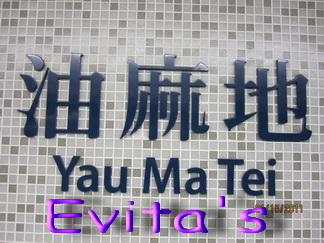 油麻地
Yau Ma Tei
Evita's